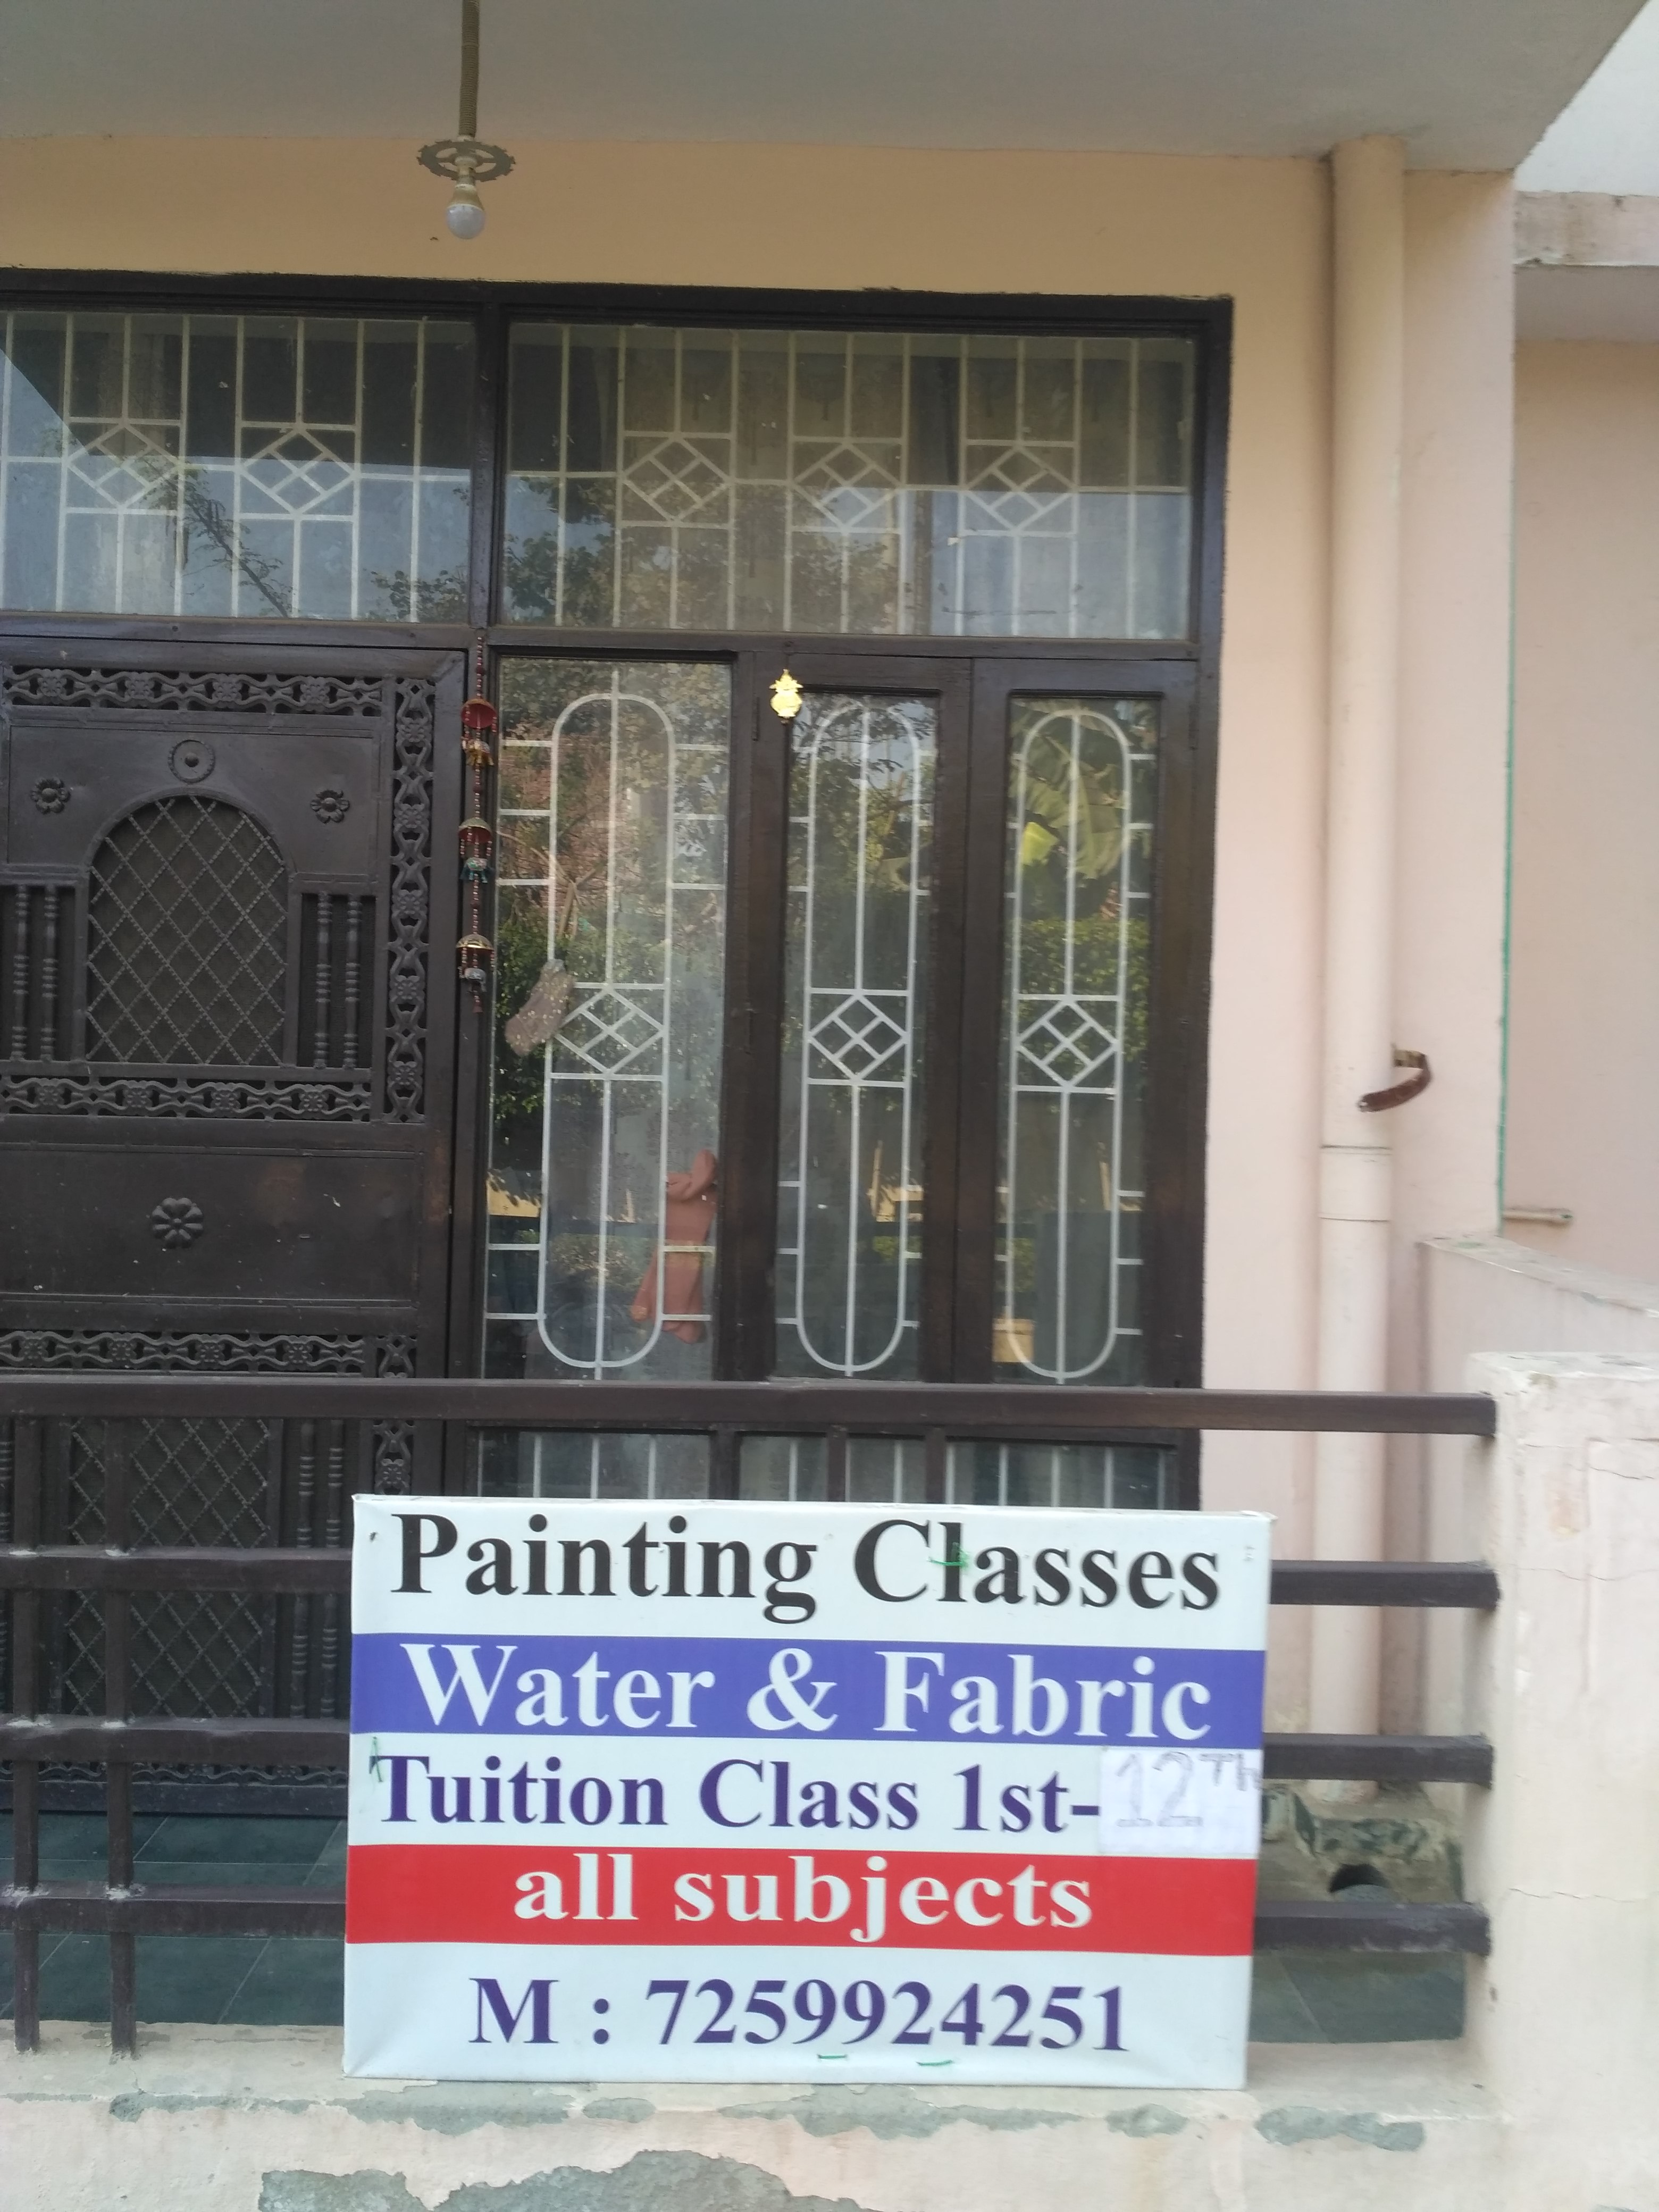 Painting Classes
Water & Fabric
Tuition Class 1st-12Th
all subjects
M : 7259924251